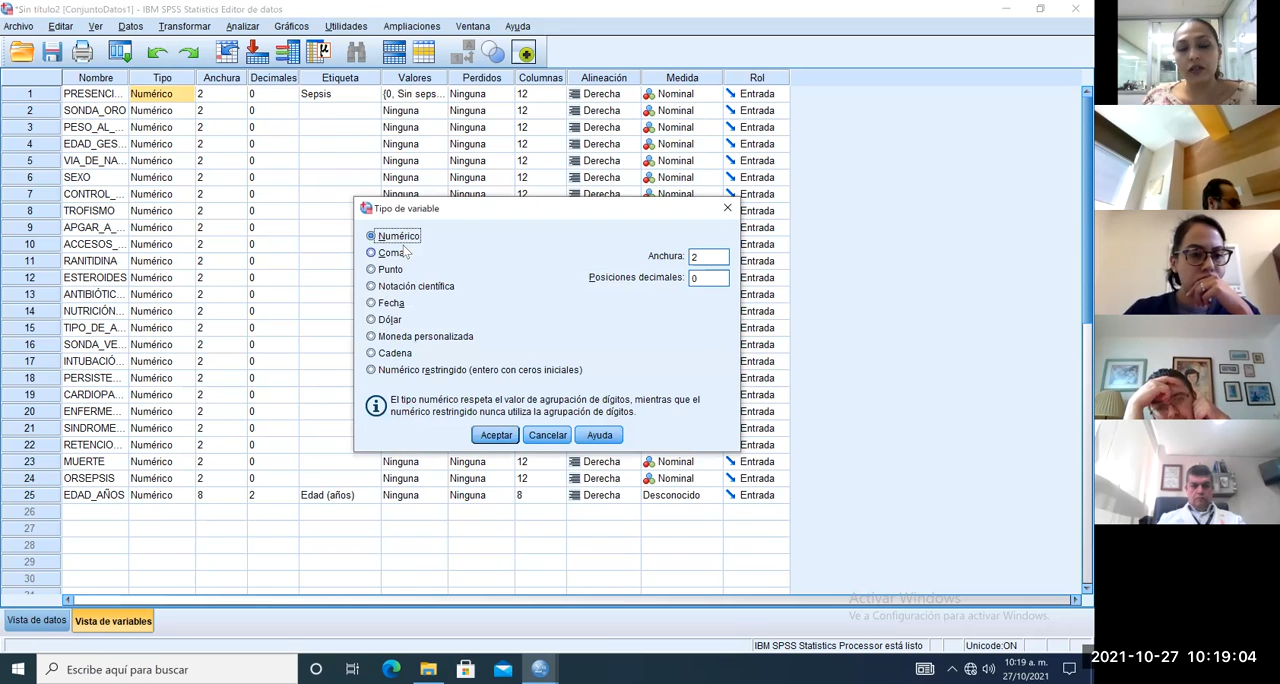 *Sin título2 [ConjuntoDatos1] - IBM SPSS Statistics Editor de datos
Archivo Editar Ver Datos Transformar Analizar Gráficos Utilidades Ampliaciones Ventana Ayuda
Nombre Tipo Anchura Decimales Etiqueta Valores Perdidos Columnas Alineación Medida Rol
1 PRESENCI... Numérico 2 0 Sepsis {0, Sin seps... Ninguna 12 Derecha Nominal Entrada
2 SONDA_ORO Numérico 2 0 Ninguna Ninguna 12 Derecha Nominal Entrada
3 PESO_AL_... Numérico 2 0 Ninguna Ninguna 12 Derecha Nominal Entrada
4 EDAD_GES... Numérico 2 0 Ninguna Ninguna 12 Derecha Nominal Entrada
5 VIA_DE_NA... Numérico 2 0 Ninguna Ninguna 12 Derecha Nominal Entrada
6 SEXO Numérico 2 0 Ninguna Ninguna 12 Derecha Nominal Entrada
7 CONTROL_... Numérico 2 0 Ninguna Ninguna 12 Derecha Nominal Entrada
8 TROFISMO Numérico 2 0 Entrada
9 APGAR_A_... Numérico 2 0 Entrada
10 ACCESOS_... Numérico 2 0 Entrada
11 RANITIDINA Numérico 2 0 Entrada
12 ESTEROIDES Numérico 2 0 Entrada
13 ANTIBIÓTIC... Numérico 2 0 Entrada
14 NUTRICIÓN... Numérico 2 0 Entrada
15 TIPO_DE_A... Numérico 2 0 Entrada
16 SONDA_VE... Numérico 2 0 Entrada
17 INTUBACIÓ... Numérico 2 0 Entrada
18 PERSISTE... Numérico 2 0 Entrada
19 CARDIOPA... Numérico 2 0 Entrada
20 ENFERME... Numérico 2 0 Entrada
21 SINDROME... Numérico 2 0 Entrada
22 RETENCIO... Numérico 2 0 Entrada
23 MUERTE Numérico 2 0 Ninguna Ninguna 12 Derecha Nominal Entrada
24 ORSEPSIS Numérico 2 0 Ninguna Ninguna 12 Derecha Nominal Entrada
25 EDAD_AÑOS Numérico 8 2 Edad (años) Ninguna Ninguna 8 Derecha Desconocido Entrada
26
27
28
29
30
Tipo de variable
Numérico
Coma
Punto
Notación científica
Fecha
Dólar
Moneda personalizada
Cadena
Numérico restringido (entero con ceros iniciales)
Anchura: 2
Posiciones decimales: 0
El tipo numérico respeta el valor de agrupación de dígitos, mientras que el
numérico restringido nunca utiliza la agrupación de dígitos.
Aceptar Cancelar Ayuda
Activar Windows
Ve a Configuración para activar Windows.
Vista de datos Vista de variables
IBM SPSS Statistics Processor está listo Unicode:ON
Escribe aquí para buscar
10:19 a. m.
27/10/2021
2021-10-27 10:19:04